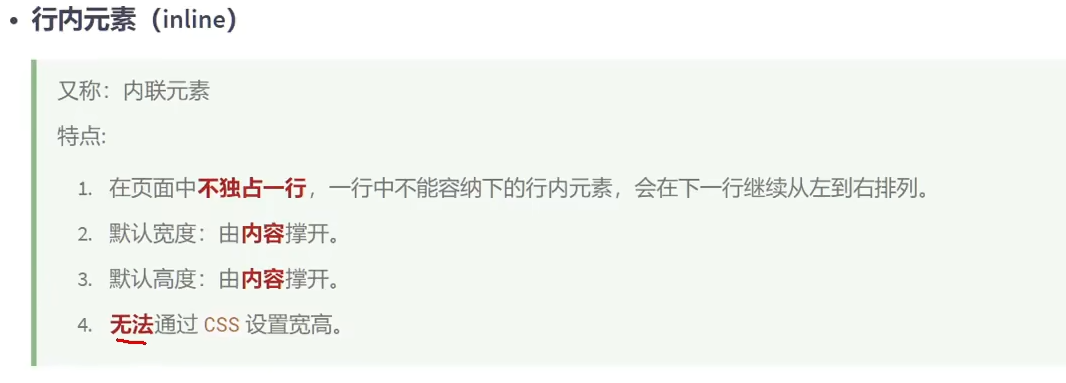 • 行内元素（inline）
又称：内联元素
特点:
1. 在页面中不独占一行，一行中不能容纳下的行内元素，会在下一行继续从左到右排列。
2. 默认宽度：由内容撑开。
3. 默认高度：由内容撑开。
4. 无法通过 CSS 设置宽高。